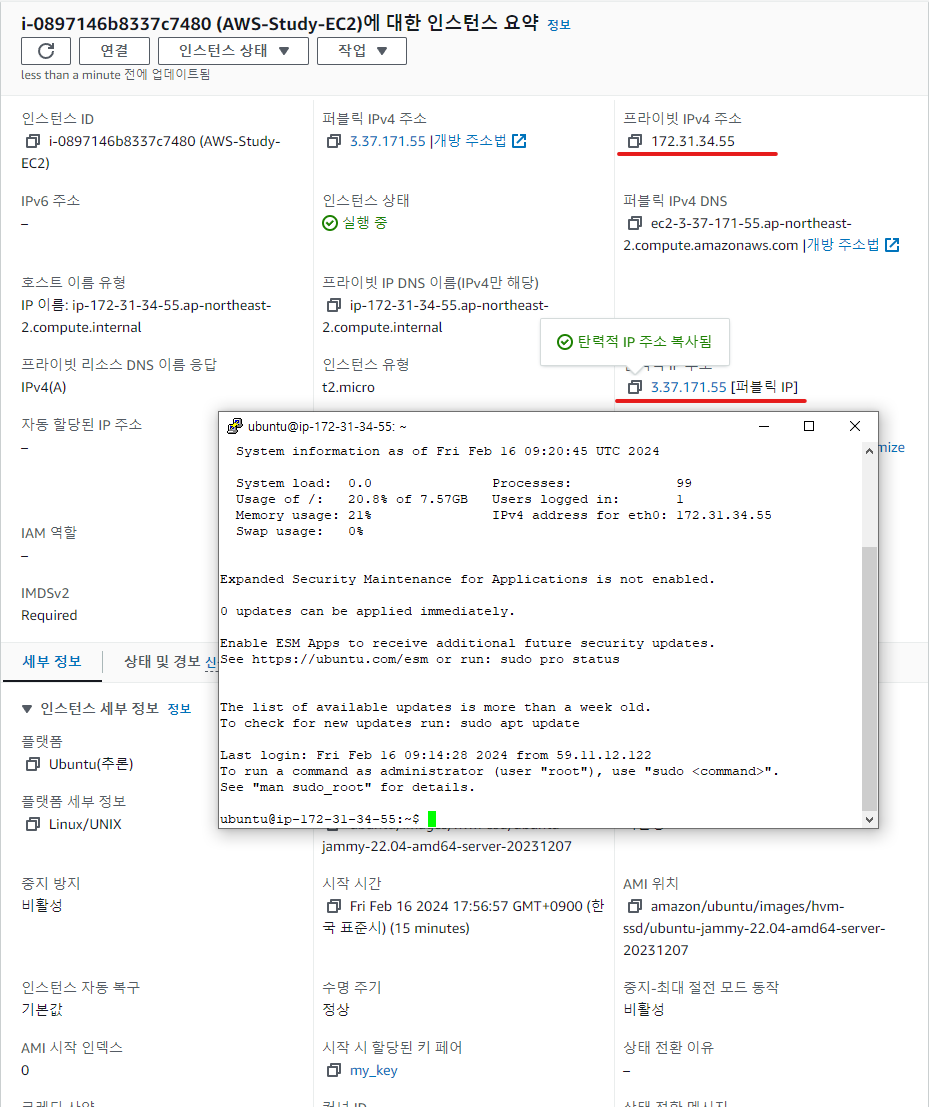 i-0897146b8337c7480 (AWS-Study-EC2)에 대한 인스턴스 요약 정보
연결
인스턴스 상태 ▼
작업 ▼
less than a minute 전에 업데이트됨
인스턴스 ID
i-0897146b8337c7480 (AWS-Study-
EC2)
퍼블릭 IPv4 주소
3.37.171.55 |개방 주소법
프라이빗 IPv4 주소
172.31.34.55
IPv6 주소
–
인스턴스 상태
실행 중
퍼블릭 IPv4 DNS
ec2-3-37-171-55.ap-northeast-
2.compute.amazonaws.com |개방 주소법
호스트 이름 유형
IP 이름: ip-172-31-34-55.ap-northeast-
2.compute.internal
프라이빗 IP DNS 이름(IPv4만 해당)
ip-172-31-34-55.ap-northeast-
2.compute.internal
탄력적 IP 주소 복사됨
프라이빗 리소스 DNS 이름 응답
IPv4(A)
인스턴스 유형
t2.micro
3.37.171.55 [퍼블릭 IP]
자동 할당된 IP 주소
–
mize
IAM 역할
–
IMDSv2
Required
ubuntu@ip-172-31-34-55: ~
System information as of Fri Feb 16 09:20:45 UTC 2024
System load: 0.0 Processes: 99
Usage of /: 20.8% of 7.57GB Users logged in: 1
Memory usage: 21% IPv4 address for eth0: 172.31.34.55
Swap usage: 0%
Expanded Security Maintenance for Applications is not enabled.
0 updates can be applied immediately.
Enable ESM Apps to receive additional future security updates.
See https://ubuntu.com/esm or run: sudo pro status
The list of available updates is more than a week old.
To check for new updates run: sudo apt update
Last login: Fri Feb 16 09:14:28 2024 from 59.11.12.122
To run a command as administrator (user "root"), use "sudo <command>".
See "man sudo_root" for details.
ubuntu@ip-172-31-34-55:~$
세부 정보
상태 및 경보
▼ 인스턴스 세부 정보 정보
플랫폼
Ubuntu(추론)
플랫폼 세부 정보
Linux/UNIX
jammy-22.04-amd64-server-20231207
중지 방지
비활성
시작 시간
Fri Feb 16 2024 17:56:57 GMT+0900 (한
국 표준시) (15 minutes)
AMI 위치
amazon/ubuntu/images/hvm-
ssd/ubuntu-jammy-22.04-amd64-server-
20231207
인스턴스 자동 복구
기본값
수명 주기
정상
중지-최대 절전 모드 동작
비활성
AMI 시작 인덱스
0
시작 시 할당된 키 페어
my_key
상태 전환 이유
–